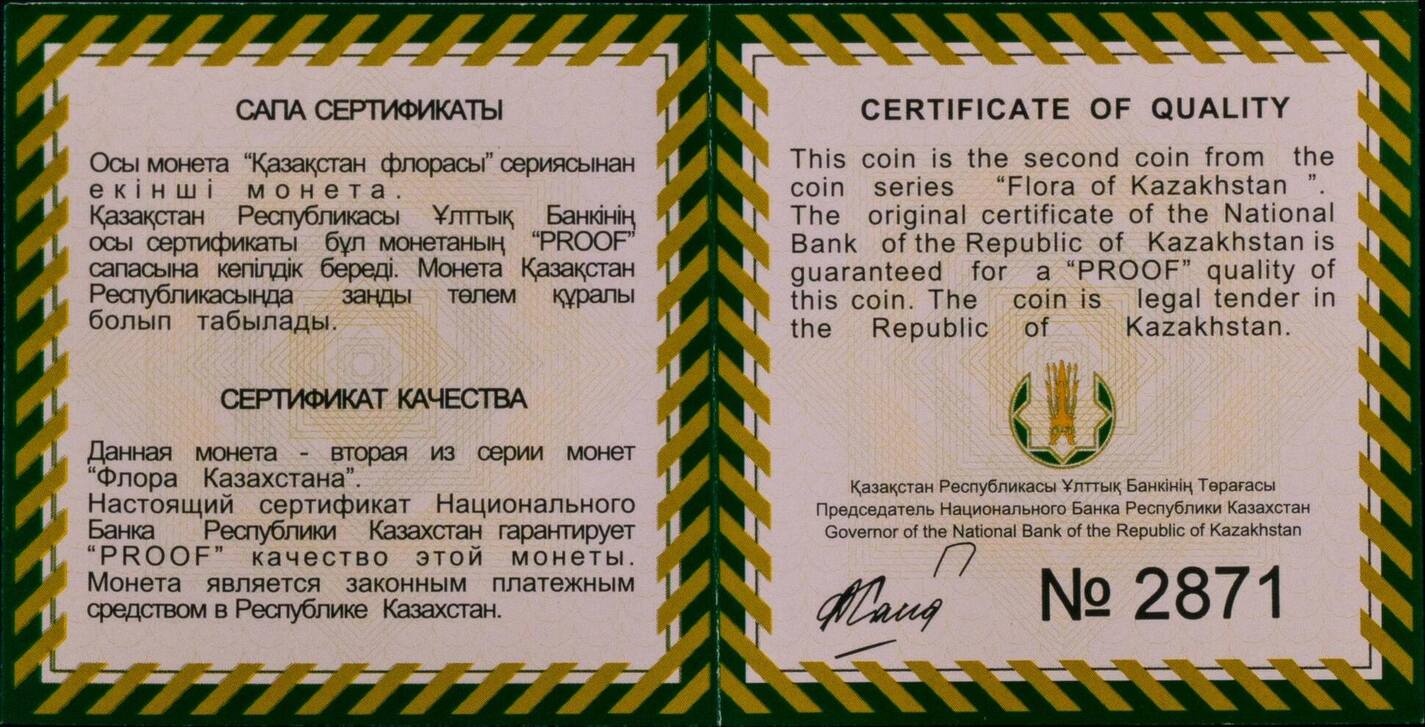 САПА СЕРТИФИКАТЫ
Осы монета “Қазақстан флорасы” сериясынан
екінші монета.
Қазақстан Республикасы Ұлттық Банкінің
осы сертификаты бұл монетаның “PROOF”
сапасына кепілдік береді. Монета Қазақстан
Республикасында занды төлем құралы
болып табылады.
СЕРТИФИКАТ КАЧЕСТВА
Данная монета - вторая из серии монет
“Флора Казахстана”.
Настоящий сертификат Национального
Банка Республики Казахстан гарантирует
“PROOF” качество этой монеты.
Монета является законным платежным
средством в Республике Казахстан.
CERTIFICATE OF QUALITY
This coin is the second coin from the
coin series “Flora of Kazakhstan ”.
The original certificate of the National
Bank of the Republic of Kazakhstan is
guaranteed for a “PROOF” quality of
this coin. The coin is legal tender in
the Republic of Kazakhstan.
Қазақстан Республикасы Ұлттық Банкінің Төрағасы
Председатель Национального Банка Республики Казахстан
Governor of the National Bank of the Republic of Kazakhstan
№ 2871